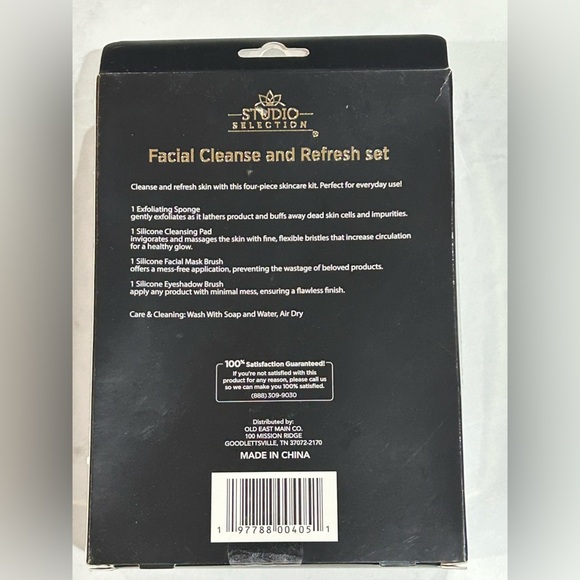 STUDIO
SELECTION®
Facial Cleanse and Refresh set
Cleanse and refresh skin with this four-piece skincare kit. Perfect for everyday use!
1 Exfoliating Sponge
gently exfoliates as it lathers product and buffs away dead skin cells and impurities.
1 Silicone Cleansing Pad
invigorates and massages the skin with fine, flexible bristles that increase circulation
for a healthy glow.
1 Silicone Facial Mask Brush
offers a mess-free application, preventing the wastage of beloved products.
1 Silicone Eyeshadow Brush
apply any product with minimal mess, ensuring a flawless finish.
Care & Cleaning: Wash With Soap and Water, Air Dry
100% Satisfaction Guaranteed!
If you're not satisfied with this
product for any reason, please call us
so we can make you 100% satisfied.
(888) 309-9030
Distributed by:
OLD EAST MAIN CO.
100 MISSION RIDGE
GOODLETTSVILLE, TN 37072-2170
MADE IN CHINA
1 97788 00405 1